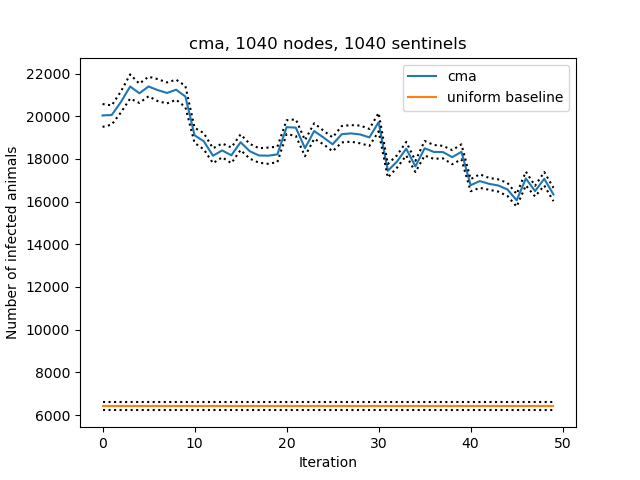 cma, 1040 nodes, 1040 sentinels
cma
uniform baseline
Number of infected animals
22000
20000
18000
16000
14000
12000
10000
8000
6000
0 10 20 30 40 50
Iteration